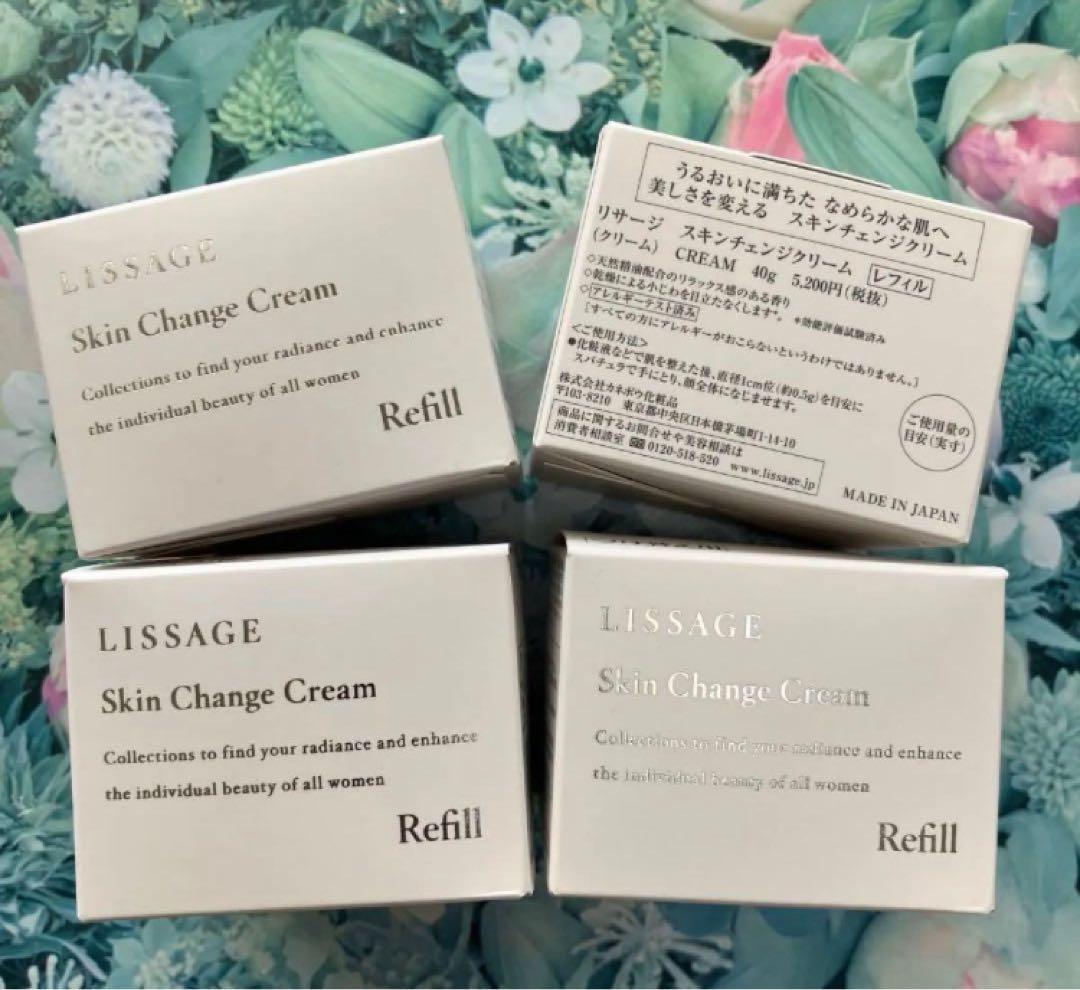 LISSAGE
Skin Change Cream
Collections to find your radiance and enhance
the individual beauty of all women
Refill
うるおいに満ちた なめらかな肌へ
美しさを変える スキンチェンジクリーム
リサージ スキンチェンジクリーム レフィル
(クリーム) CREAM 40g 5,200円(税抜)
◇天然精油配合のリラックス感のある香り
◇乾燥による小じわを目立たなくします*。 *効能評価試験済み
◇アレルギーテスト済み
[すべての方にアレルギーがおこらないというわけではありません。]
<ご使用方法>
●化粧液などで肌を整えた後、直径1cm位(約0.5g)を目安に
スパチュラで手にとり、顔全体になじませます。
株式会社カネボウ化粧品
〒103-8210 東京都中央区日本橋茅場町1-14-10
商品に関するお問合せや美容相談は
消費者相談室 0120-518-520 www.lissage.jp
ご使用量の
目安(実寸)
MADE IN JAPAN
LISSAGE
Skin Change Cream
Collections to find your radiance and enhance
the individual beauty of all women
Refill
LISSAGE
Skin Change Cream
Collections to find your radiance and enhance
the individual beauty of all women
Refill